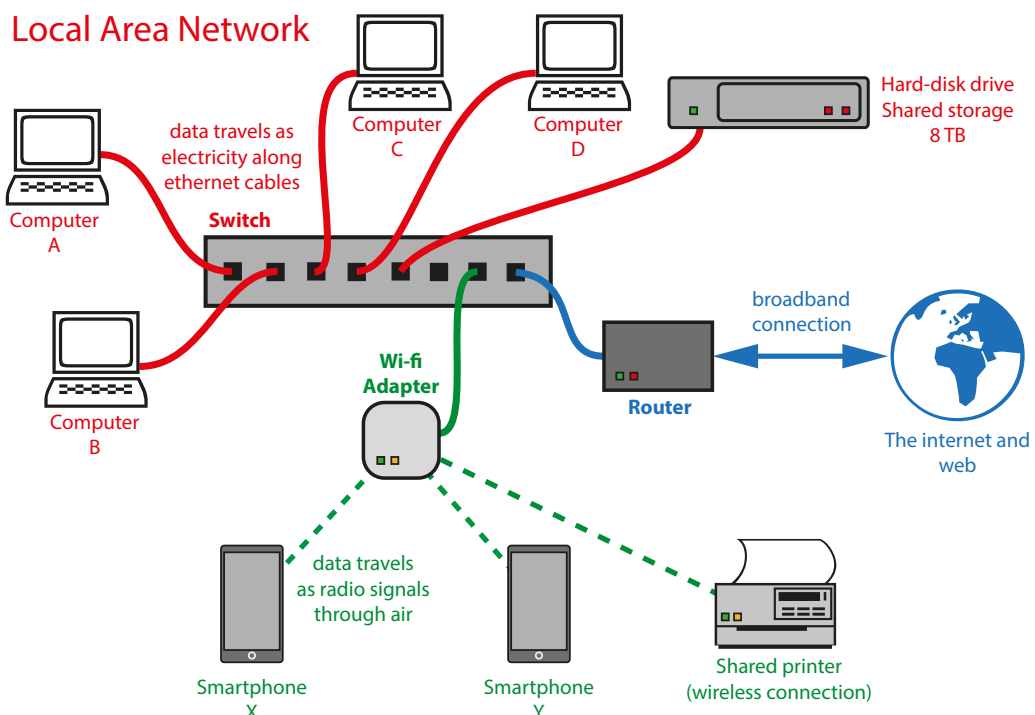 Local Area Network
Computer
A
data travels as
electricity along
ethernet cables
Computer
C
Computer
D
Hard-disk drive
Shared storage
8 TB
Switch
Computer
B
Wi-fi
Adapter
Router
broadband
connection
The internet and
web
data travels
as radio signals
through air
Smartphone
X
Smartphone
Y
Shared printer
(wireless connection)